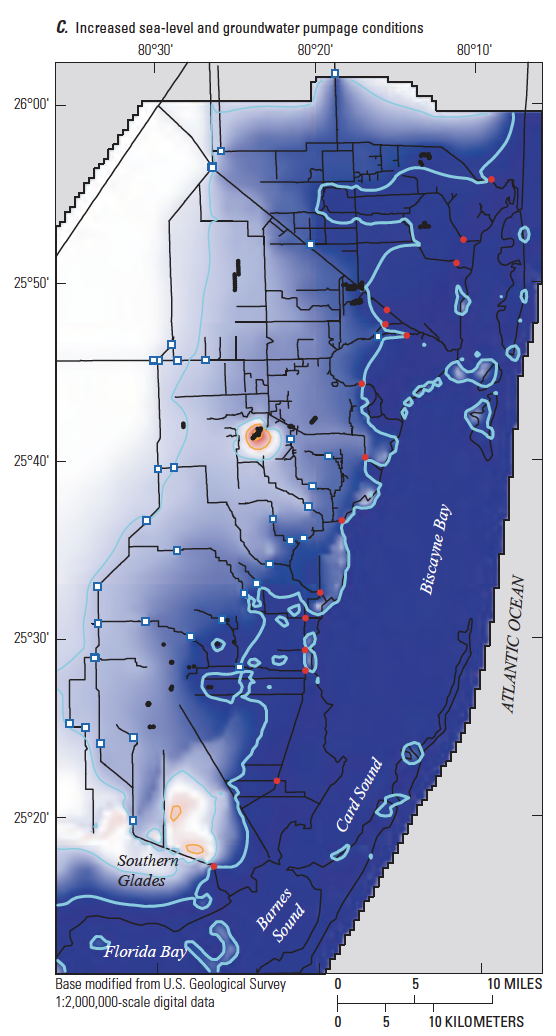 C. Increased sea-level and groundwater pumpage conditions
80°30' 80°20' 80°10'
26°00'
25°50'
25°40'
Biscayne Bay
ATLANTIC OCEAN
25°30'
25°20'
Card Sound
Southern
Glades
Barnes
Sound
Florida Bay
Base modified from U.S. Geological Survey
1:2,000,000-scale digital data
0 5 10 MILES
0 5 10 KILOMETERS